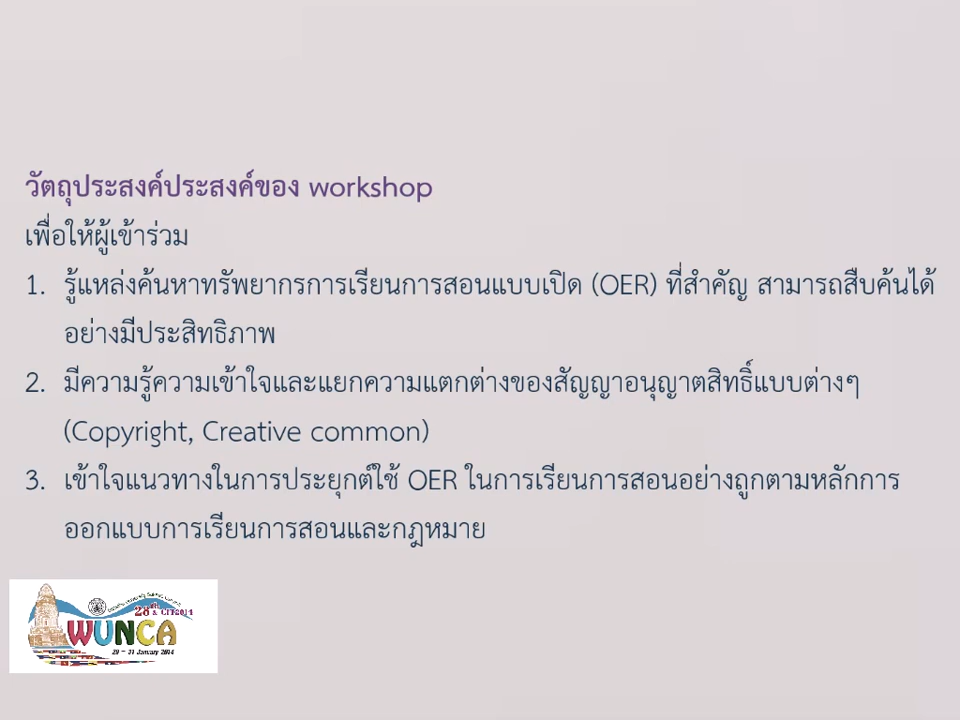 วัตถุประสงค์ประสงค์ของ workshop
เพื่อให้ผู้เข้าร่วม
1. รู้แหล่งค้นหาทรัพยากรการเรียนการสอนแบบเปิด (OER) ที่สำคัญ สามารถสืบค้นได้
อย่างมีประสิทธิภาพ
2. มีความรู้ความเข้าใจและแยกความแตกต่างของสัญญาอนุญาตสิทธิ์แบบต่างๆ
(Copyright, Creative common)
3. เข้าใจแนวทางในการประยุกต์ใช้ OER ในการเรียนการสอนอย่างถูกตามหลักการ
ออกแบบการเรียนการสอนและกฎหมาย
28th & CIT2014
WUNCA
29 - 31 January 2014